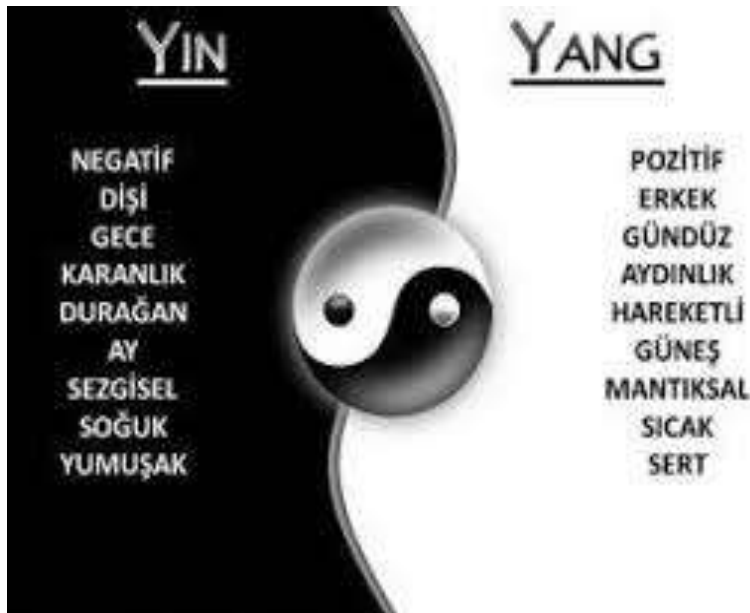 YIN
NEGATİF
DİŞİ
GECE
KARANLIK
DURAĞAN
AY
SEZGİSEL
SOĞUK
YUMUŞAK
YANG
POZİTİF
ERKEK
GÜNDÜZ
AYDINLIK
HAREKETLİ
GÜNEŞ
MANTIKSAL
SICAK
SERT